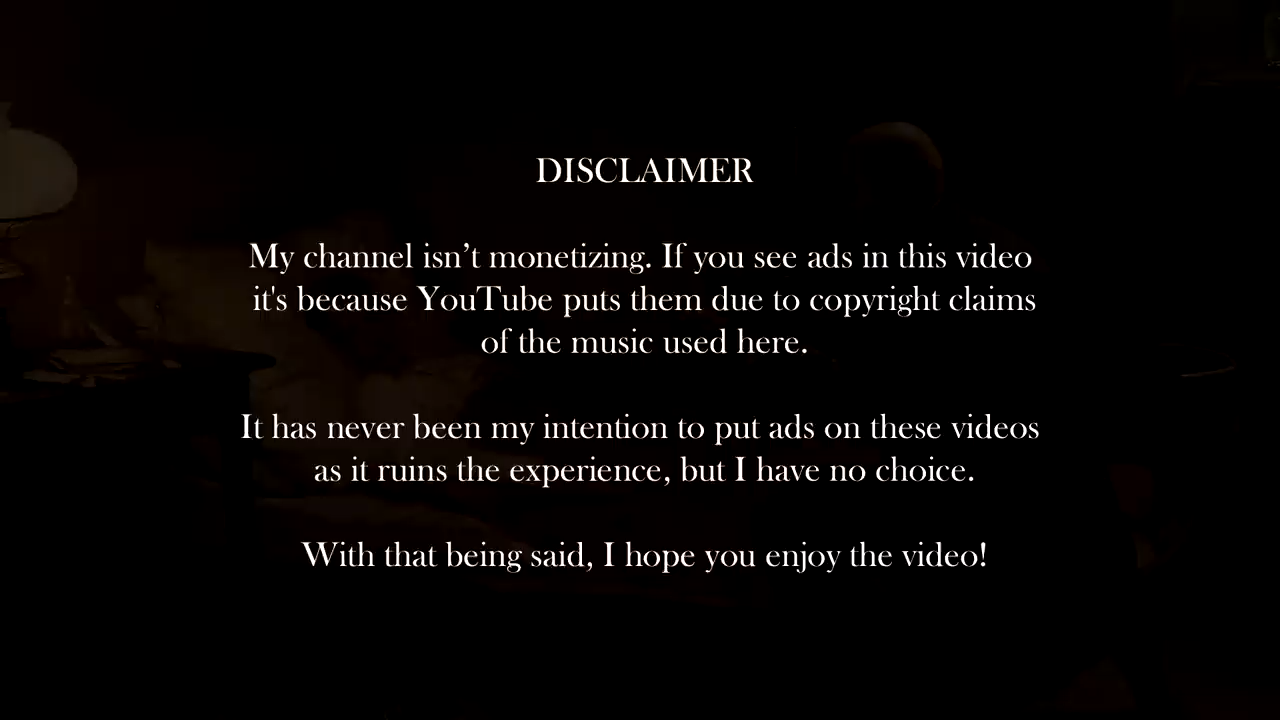 DISCLAIMER
My channel isn’t monetizing. If you see ads in this video
it's because YouTube puts them due to copyright claims
of the music used here.
It has never been my intention to put ads on these videos
as it ruins the experience, but I have no choice.
With that being said, I hope you enjoy the video!